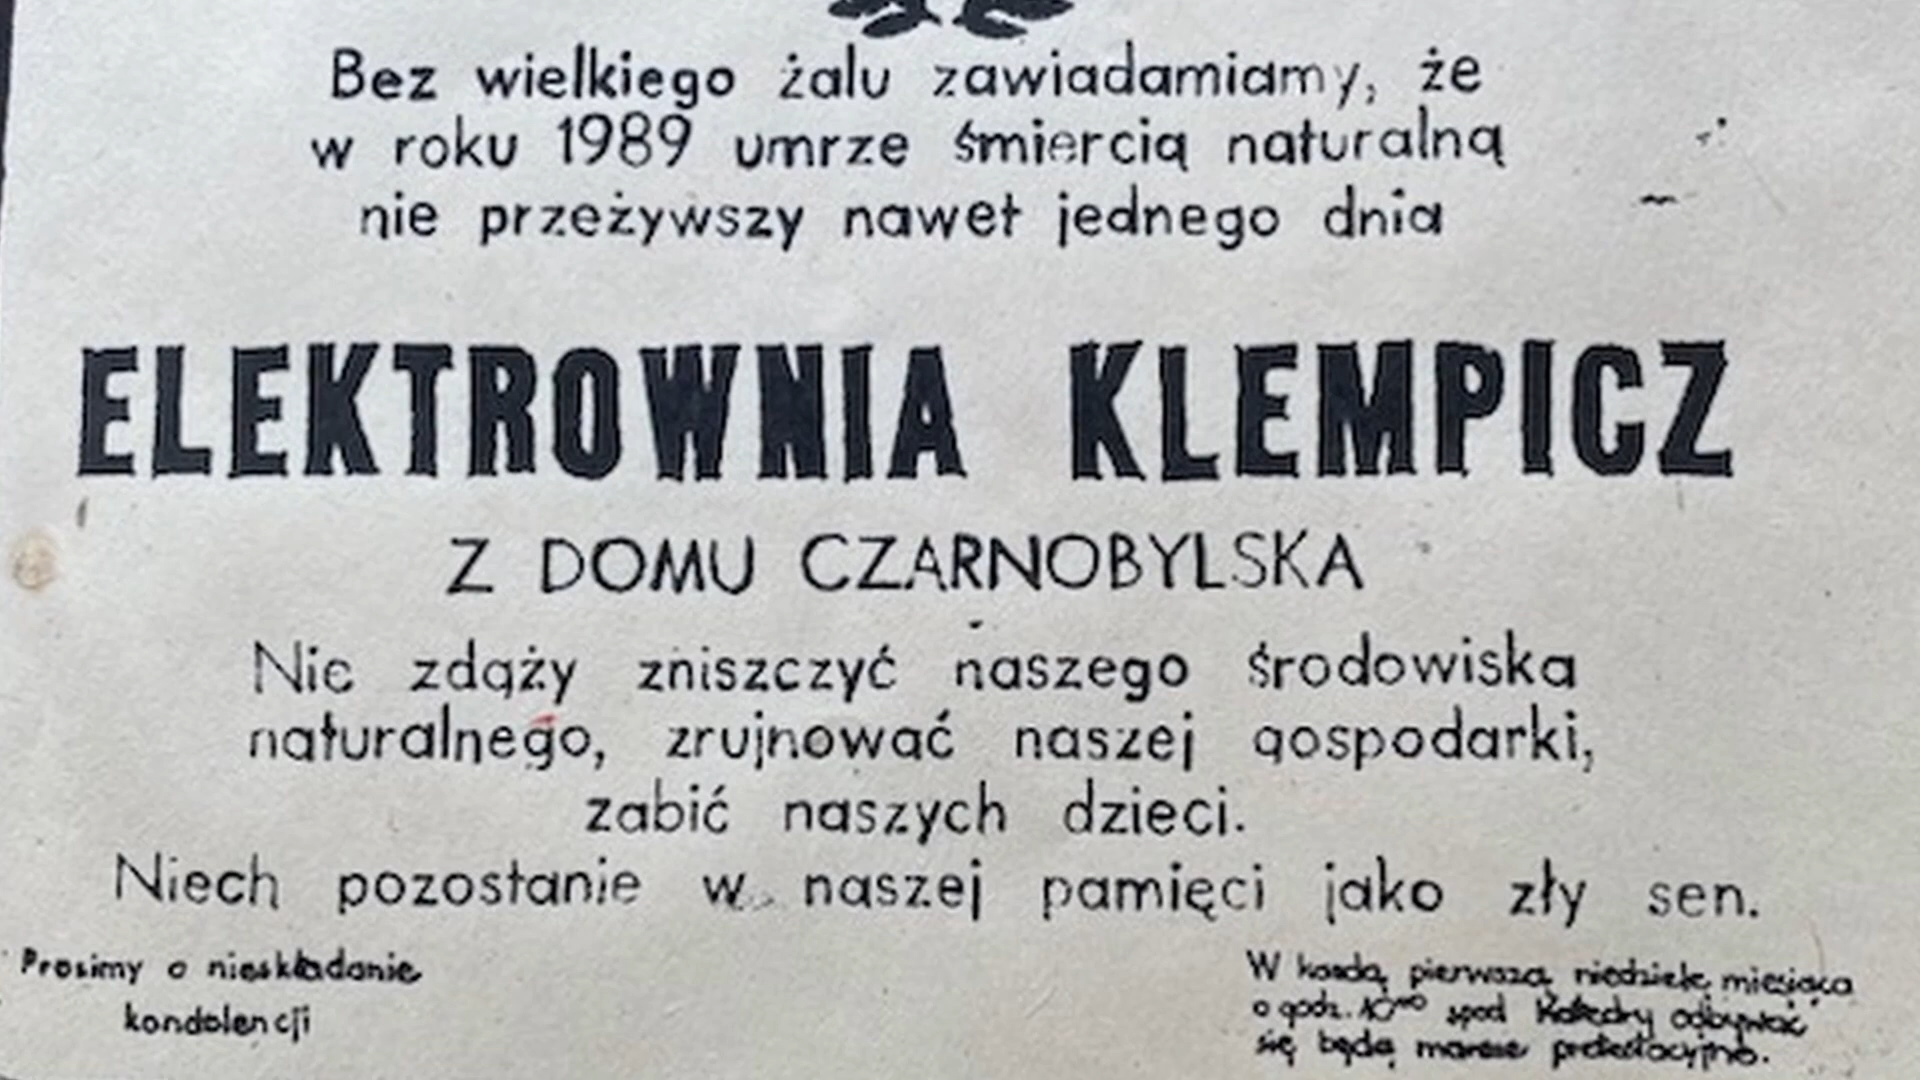 Bez wielkiego żalu zawiadamiamy, że
w roku 1989 umrze śmiercią naturalną
nie przeżywszy nawet jednego dnia
ELEKTROWNIA KLEMPICZ
Z DOMU CZARNOBYLSKA
Nie zdąży zniszczyć naszego środowiska
naturalnego, zrujnować naszej gospodarki,
zabić naszych dzieci.
Niech pozostanie w naszej pamięci jako zły sen.
Prosimy o nieskładanie
kondolencji
W każdą pierwszą niedzielę miesiąca
o godz. spod Katedry odbywać
się będą marsze protestacyjne.